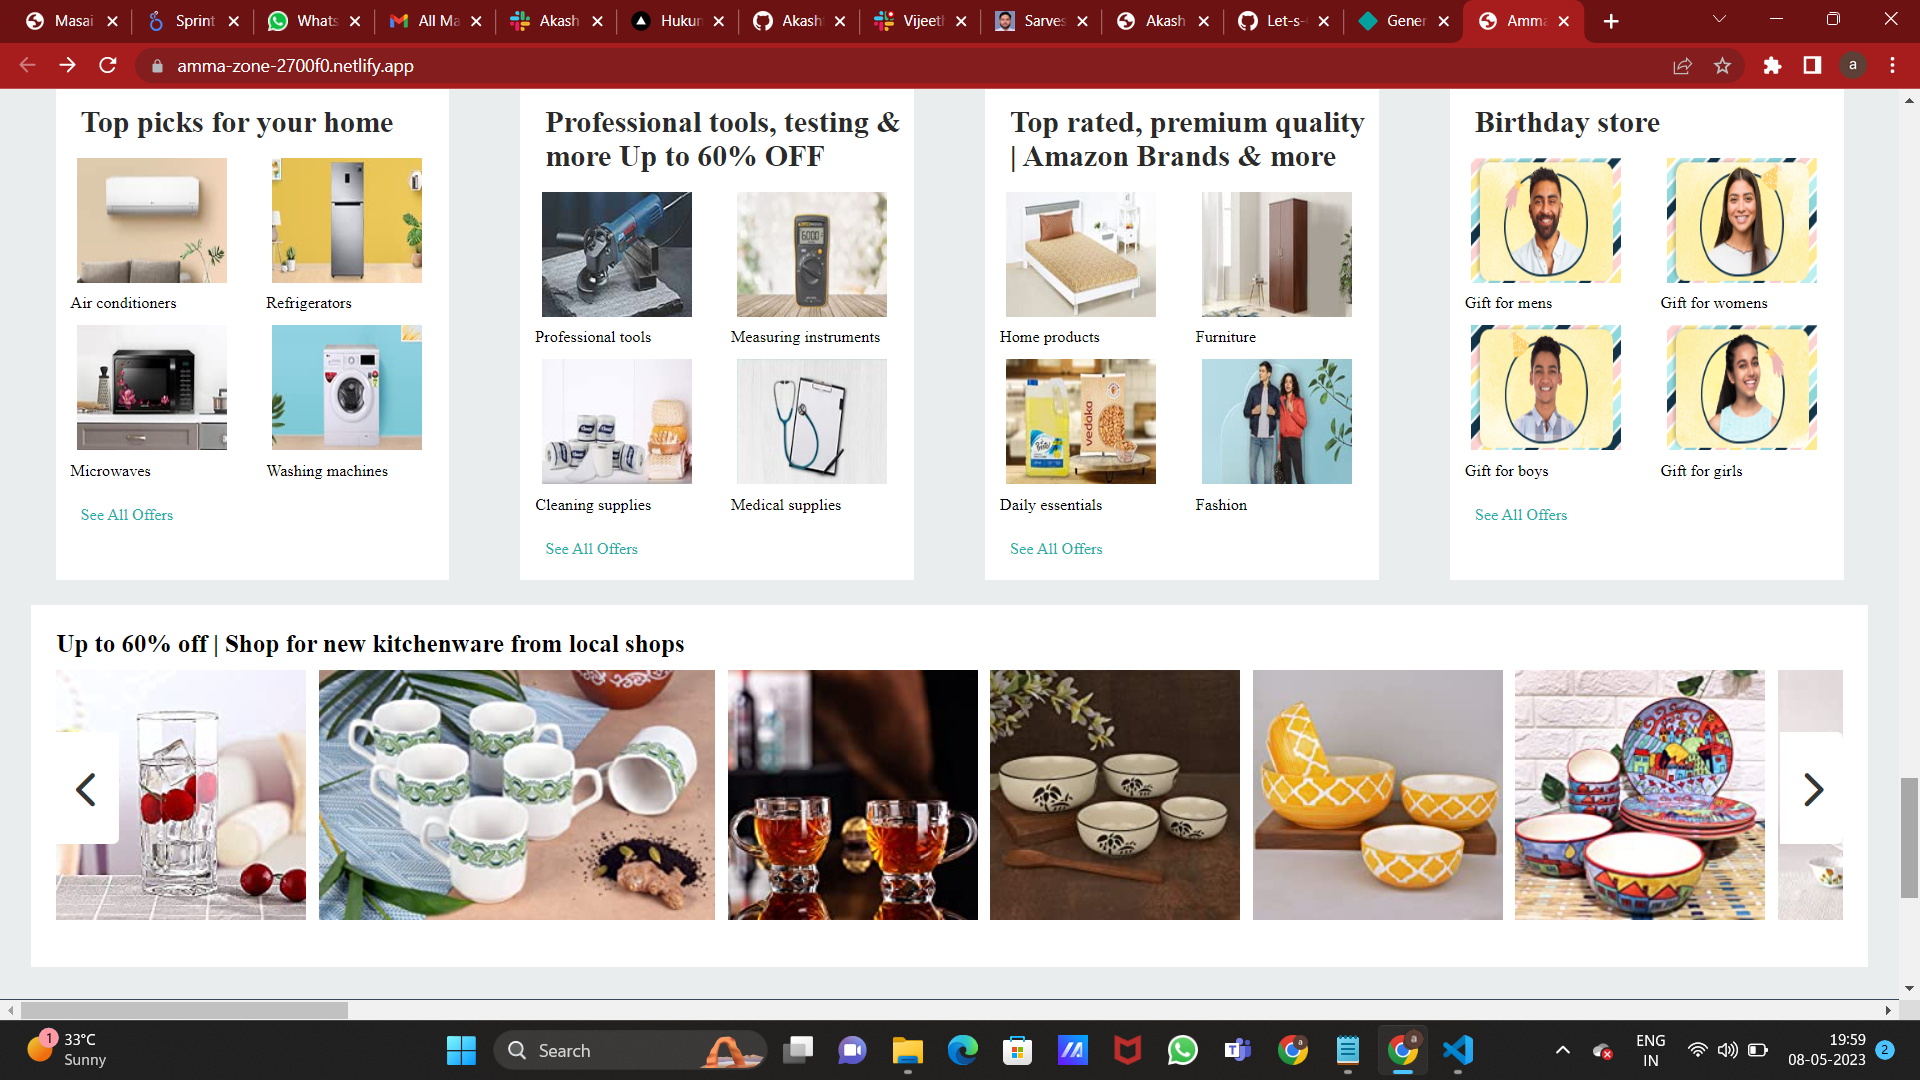 Masai
Sprint
Whats
All Ma
Akash
Hukun
Akash
Vijeeth
Sarves
Akash
Let-s-
Gener
Amma
amma-zone-2700f0.netlify.app
a
Top picks for your home
Air conditioners
Refrigerators
Microwaves
Washing machines
See All Offers
Professional tools, testing &
more Up to 60% OFF
Professional tools
Measuring instruments
Cleaning supplies
Medical supplies
See All Offers
Top rated, premium quality
| Amazon Brands & more
Home products
Furniture
vedaka
Daily essentials
Fashion
See All Offers
Birthday store
Gift for mens
Gift for womens
Gift for boys
Gift for girls
See All Offers
Up to 60% off | Shop for new kitchenware from local shops
1
33°C
Sunny
Search
ENG
IN
19:59
08-05-2023
2